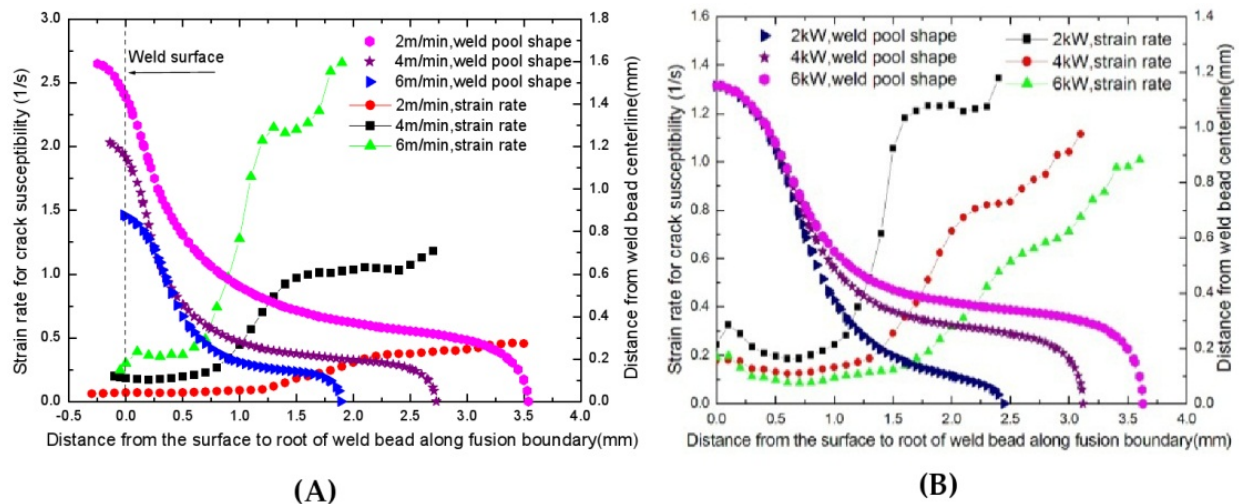 Strain rate for crack susceptibility (1/s)
3.0
2.5
2.0
1.5
1.0
0.5
0.0
Weld surface
2m/min,weld pool shape
4m/min,weld pool shape
6m/min,weld pool shape
2m/min,strain rate
4m/min,strain rate
6m/min,strain rate
1.8
1.6
1.4
1.2
1.0
0.8
0.6
0.4
0.2
0.0
Distance from weld bead centerline(mm)
-0.5 0.0 0.5 1.0 1.5 2.0 2.5 3.0 3.5 4.0
Distance from the surface to root of weld bead along fusion boundary(mm)
(A)
Strain rate for crack susceptibility (1/s)
1.6
1.4
1.2
1.0
0.8
0.6
0.4
0.2
0.0
2kW,weld pool shape
4kW,weld pool shape
6kW,weld pool shape
2kW,strain rate
4kW,strain rate
6kW,strain rate
1.4
1.2
1.0
0.8
0.6
0.4
0.2
0.0
Distance from weld bead centerline(mm)
0.0 0.5 1.0 1.5 2.0 2.5 3.0 3.5 4.0
Distance from the surface to root of weld bead along fusion boundary(mm)
(B)